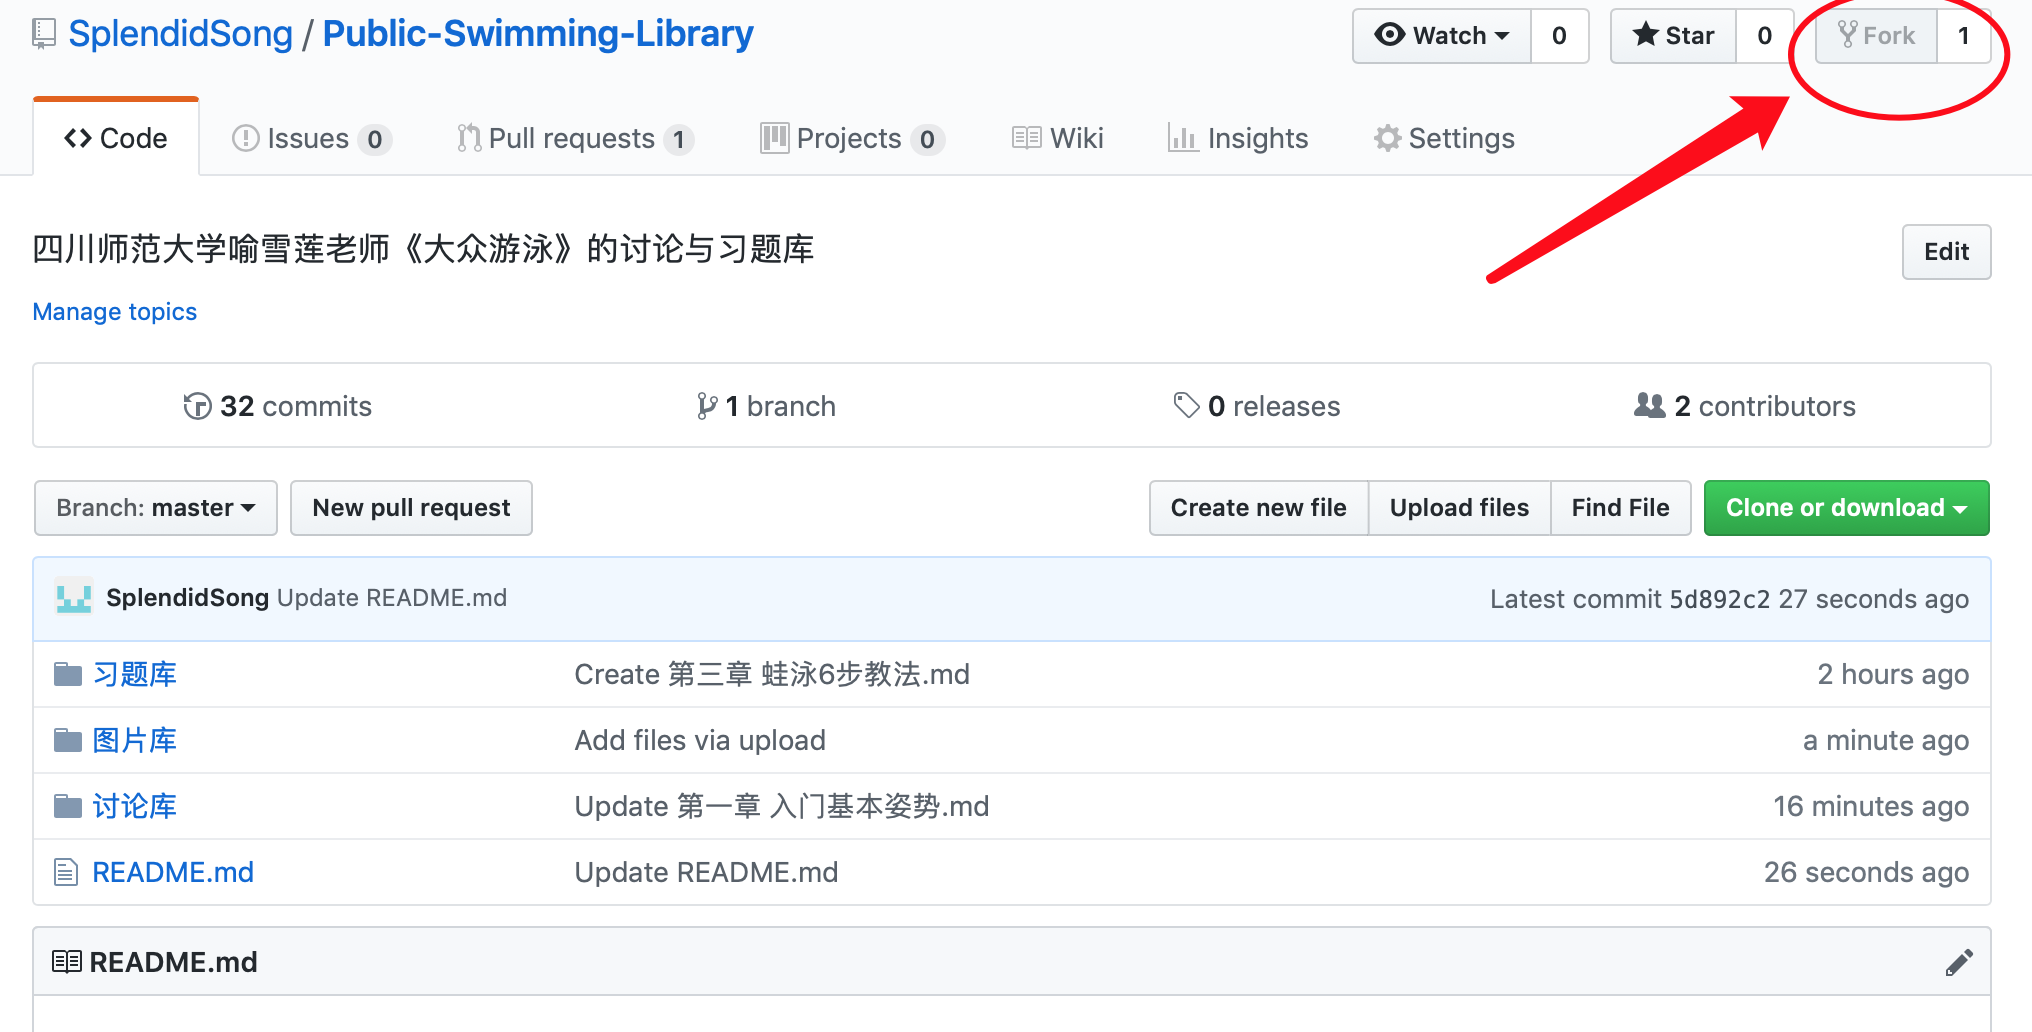 SplendidSong / Public-Swimming-Library
Watch 0 Star 0 Fork 1
Code Issues 0 Pull requests 1 Projects 0 Wiki Insights Settings
四川师范大学喻雪莲老师《大众游泳》的讨论与习题库
Edit
Manage topics
32 commits 1 branch 0 releases 2 contributors
Branch: master New pull request Create new file Upload files Find File Clone or download
SplendidSong Update README.md Latest commit 5d892c2 27 seconds ago
习题库 Create 第三章 蛙泳6步教法.md 2 hours ago
图片库 Add files via upload a minute ago
讨论库 Update 第一章 入门基本姿势.md 16 minutes ago
README.md Update README.md 26 seconds ago
README.md